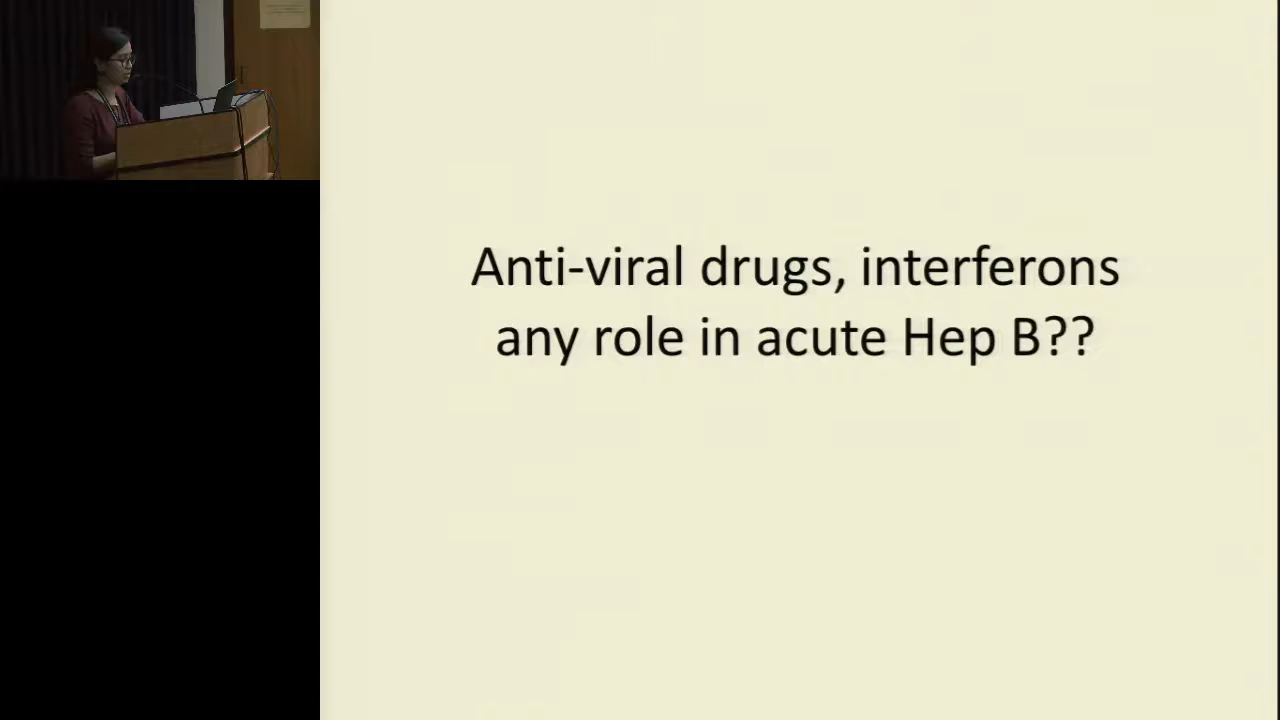 Anti-viral drugs, interferons
any role in acute Hep B??